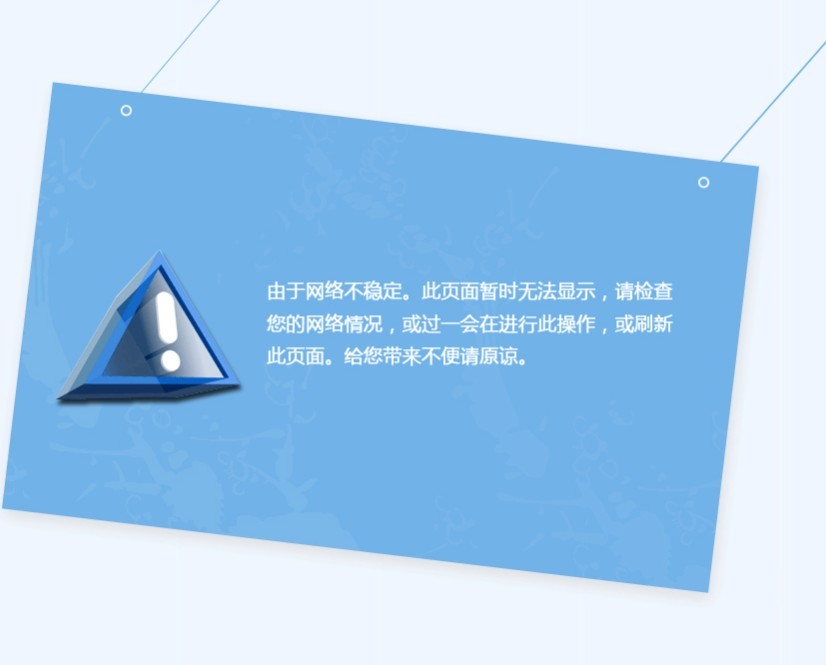 由于网络不稳定。此页面暂时无法显示，请检查
您的网络情况，或过一会在进行此操作，或刷新
此页面。给您带来不便请原谅。